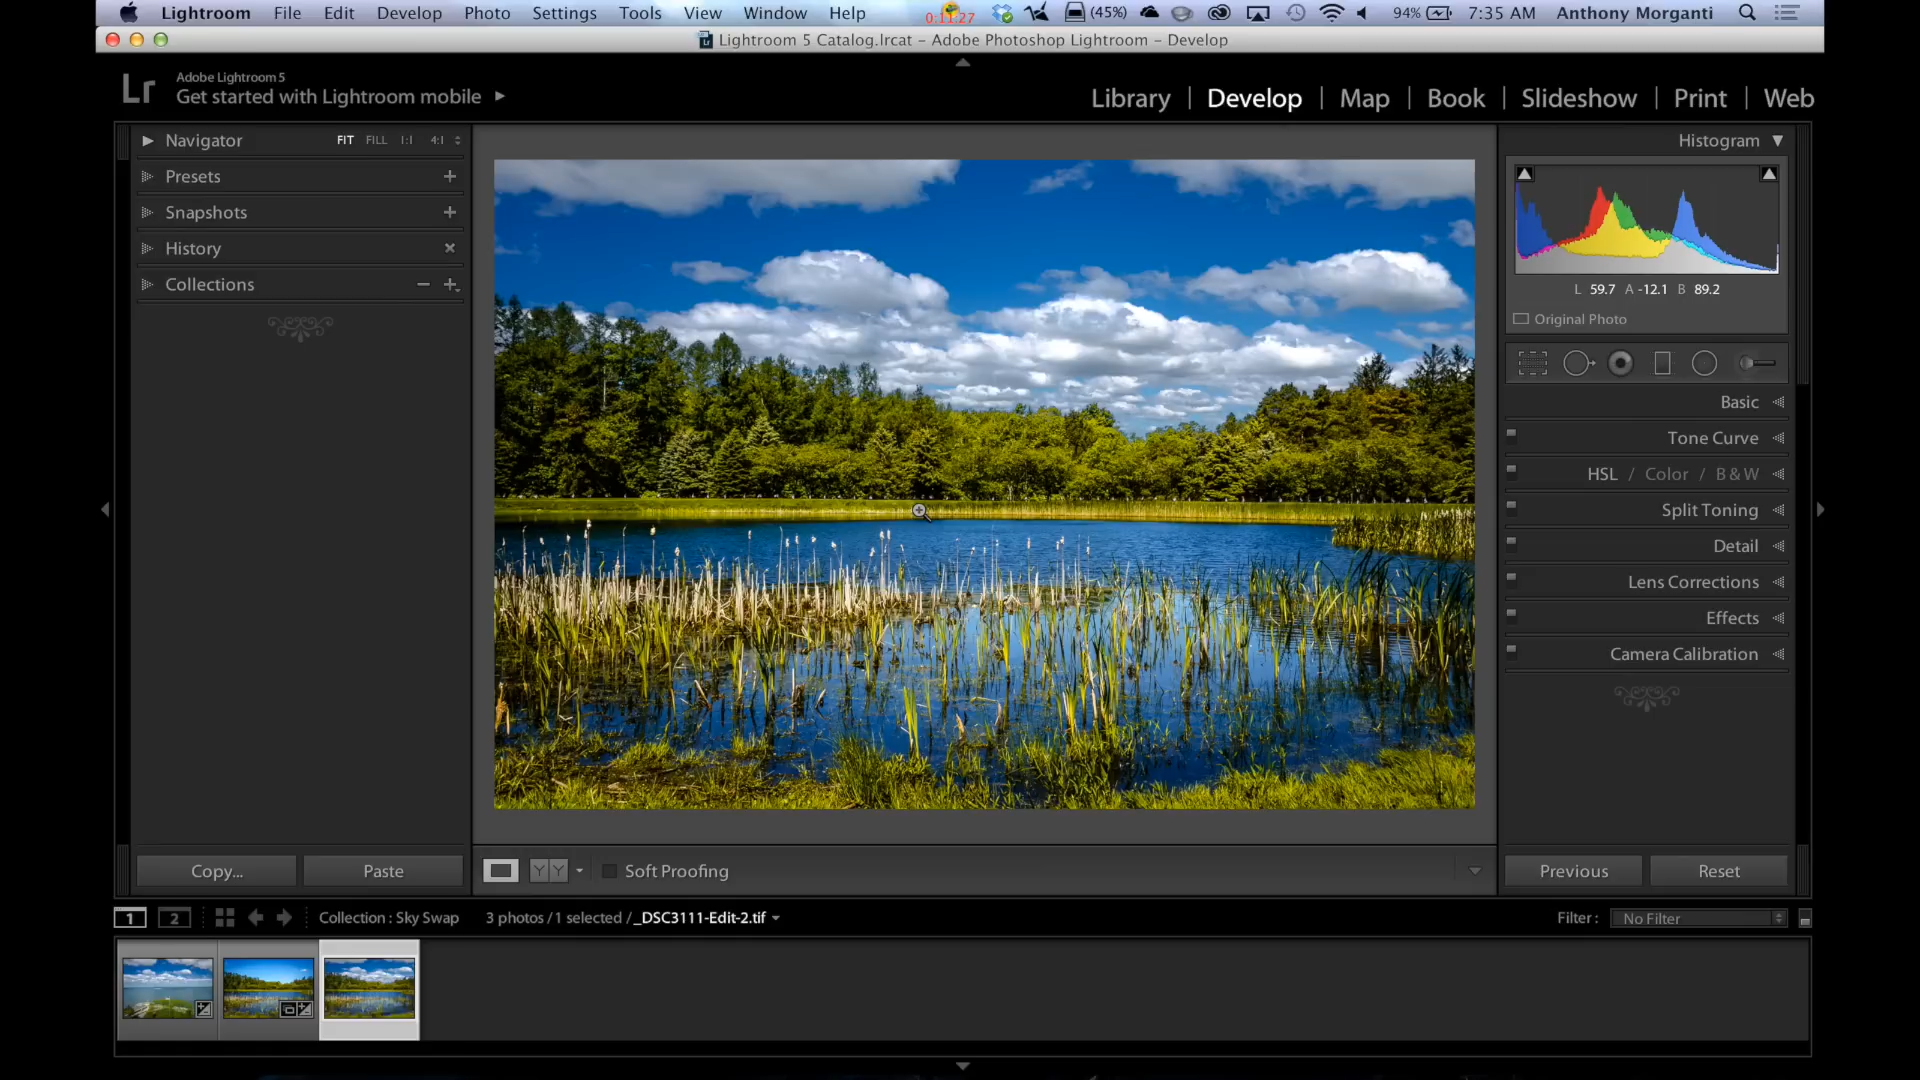 Lightroom File Edit Develop Photo Settings Tools View Window Help 0:11:27 (45%) 94% 7:35 AM Anthony Morganti
Lightroom 5 Catalog.lrcat – Adobe Photoshop Lightroom – Develop
Lr Adobe Lightroom 5
Get started with Lightroom mobile
Library | Develop | Map | Book | Slideshow | Print | Web
Navigator FIT FILL 1:1 4:1
Presets
Snapshots
History
Collections
Histogram
L 59.7 A -12.1 B 89.2
Original Photo
Basic
Tone Curve
HSL / Color / B & W
Split Toning
Detail
Lens Corrections
Effects
Camera Calibration
Copy... Paste
Y Y Soft Proofing
Previous Reset
1 2 Collection : Sky Swap 3 photos / 1 selected / _DSC3111-Edit-2.tif
Filter : No Filter